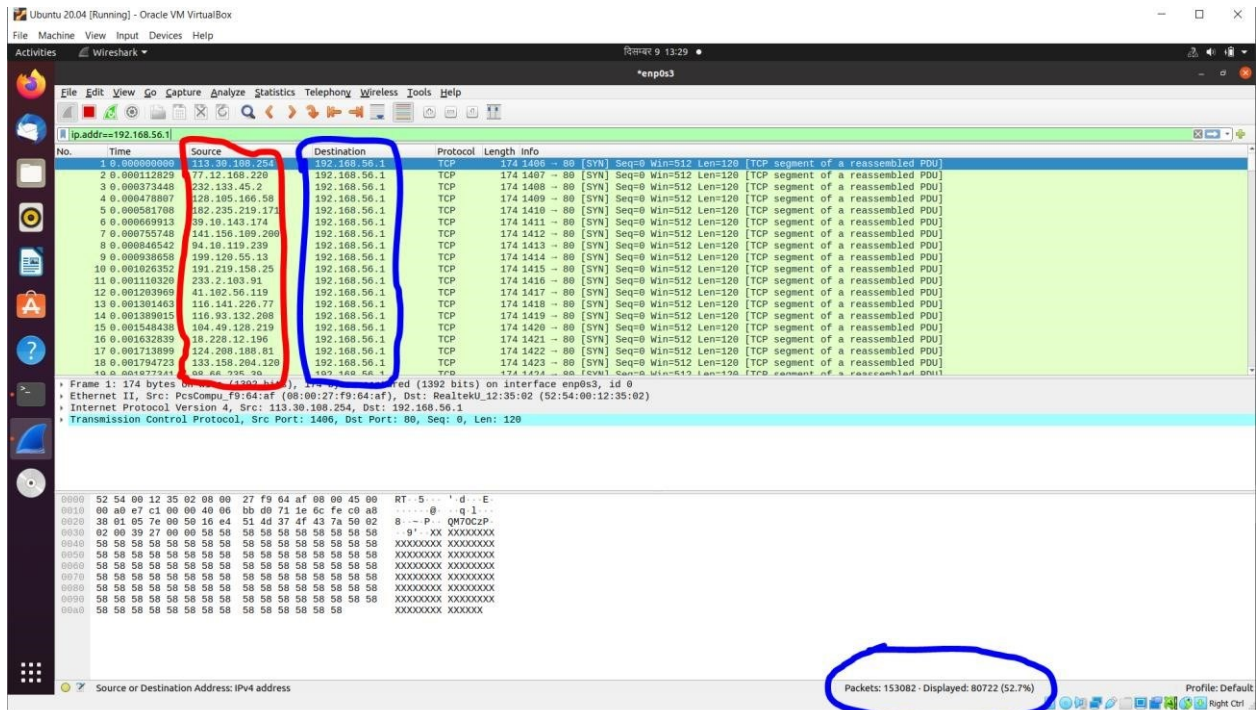 Ubuntu 20.04 [Running] - Oracle VM VirtualBox
File Machine View Input Devices Help
Activities Wireshark दिसम्बर 9 13:29
*enp0s3
File Edit View Go Capture Analyze Statistics Telephony Wireless Tools Help
ip.addr==192.168.56.1
No. Time Source Destination Protocol Length Info
1 0.000000000 113.30.108.254 192.168.56.1 TCP 174 1406 → 80 [SYN] Seq=0 Win=512 Len=120 [TCP segment of a reassembled PDU]
2 0.000112829 77.12.168.220 192.168.56.1 TCP 174 1407 → 80 [SYN] Seq=0 Win=512 Len=120 [TCP segment of a reassembled PDU]
3 0.000373448 232.133.45.2 192.168.56.1 TCP 174 1408 → 80 [SYN] Seq=0 Win=512 Len=120 [TCP segment of a reassembled PDU]
4 0.000478807 128.105.166.58 192.168.56.1 TCP 174 1409 → 80 [SYN] Seq=0 Win=512 Len=120 [TCP segment of a reassembled PDU]
5 0.000581708 182.235.219.171 192.168.56.1 TCP 174 1410 → 80 [SYN] Seq=0 Win=512 Len=120 [TCP segment of a reassembled PDU]
6 0.000669913 39.10.143.174 192.168.56.1 TCP 174 1411 → 80 [SYN] Seq=0 Win=512 Len=120 [TCP segment of a reassembled PDU]
7 0.000755748 141.156.109.200 192.168.56.1 TCP 174 1412 → 80 [SYN] Seq=0 Win=512 Len=120 [TCP segment of a reassembled PDU]
8 0.000846542 94.10.119.239 192.168.56.1 TCP 174 1413 → 80 [SYN] Seq=0 Win=512 Len=120 [TCP segment of a reassembled PDU]
9 0.000938658 199.120.55.13 192.168.56.1 TCP 174 1414 → 80 [SYN] Seq=0 Win=512 Len=120 [TCP segment of a reassembled PDU]
10 0.001026352 191.219.158.25 192.168.56.1 TCP 174 1415 → 80 [SYN] Seq=0 Win=512 Len=120 [TCP segment of a reassembled PDU]
11 0.001110320 233.2.103.91 192.168.56.1 TCP 174 1416 → 80 [SYN] Seq=0 Win=512 Len=120 [TCP segment of a reassembled PDU]
12 0.001203969 41.102.56.119 192.168.56.1 TCP 174 1417 → 80 [SYN] Seq=0 Win=512 Len=120 [TCP segment of a reassembled PDU]
13 0.001301463 116.141.226.77 192.168.56.1 TCP 174 1418 → 80 [SYN] Seq=0 Win=512 Len=120 [TCP segment of a reassembled PDU]
14 0.001389015 116.93.132.208 192.168.56.1 TCP 174 1419 → 80 [SYN] Seq=0 Win=512 Len=120 [TCP segment of a reassembled PDU]
15 0.001548438 104.49.128.219 192.168.56.1 TCP 174 1420 → 80 [SYN] Seq=0 Win=512 Len=120 [TCP segment of a reassembled PDU]
16 0.001632839 18.228.12.196 192.168.56.1 TCP 174 1421 → 80 [SYN] Seq=0 Win=512 Len=120 [TCP segment of a reassembled PDU]
17 0.001713899 124.208.188.81 192.168.56.1 TCP 174 1422 → 80 [SYN] Seq=0 Win=512 Len=120 [TCP segment of a reassembled PDU]
18 0.001794723 133.158.204.120 192.168.56.1 TCP 174 1423 → 80 [SYN] Seq=0 Win=512 Len=120 [TCP segment of a reassembled PDU]
19 0.001877241 98.66.235.39 192.168.56.1 TCP 174 1424 → 80 [SYN] Seq=0 Win=512 Len=120 [TCP segment of a reassembled PDU]
Frame 1: 174 bytes on wire (1392 bits), 174 (1392 bits) on interface enp0s3, id 0
Ethernet II, Src: PcsCompu_f9:64:af (08:00:27:f9:64:af), Dst: RealtekU_12:35:02 (52:54:00:12:35:02)
Internet Protocol Version 4, Src: 113.30.108.254, Dst: 192.168.56.1
Transmission Control Protocol, Src Port: 1406, Dst Port: 80, Seq: 0, Len: 120
0000 52 54 00 12 35 02 08 00 27 f9 64 af 08 00 45 00 RT··5··· '·d···E·
0010 00 a0 e7 c1 00 00 40 06 bb d0 71 1e 6c fe c0 a8 ······@· ··q·l···
0020 38 01 05 7e 00 50 16 e4 51 4d 37 4f 43 7a 50 02 8··~·P·· QM7OCzP·
0030 02 00 39 27 00 00 58 58 58 58 58 58 58 58 58 58 ··9'··XX XXXXXXXX
0040 58 58 58 58 58 58 58 58 58 58 58 58 58 58 58 58 XXXXXXXX XXXXXXXX
0050 58 58 58 58 58 58 58 58 58 58 58 58 58 58 58 58 XXXXXXXX XXXXXXXX
0060 58 58 58 58 58 58 58 58 58 58 58 58 58 58 58 58 XXXXXXXX XXXXXXXX
0070 58 58 58 58 58 58 58 58 58 58 58 58 58 58 58 58 XXXXXXXX XXXXXXXX
0080 58 58 58 58 58 58 58 58 58 58 58 58 58 58 58 58 XXXXXXXX XXXXXXXX
0090 58 58 58 58 58 58 58 58 58 58 58 58 58 58 58 58 XXXXXXXX XXXXXXXX
00a0 58 58 58 58 58 58 58 58 58 58 58 58 58 58 XXXXXXXX XXXXXX
Source or Destination Address: IPv4 address Packets: 153082 · Displayed: 80722 (52.7%) Profile: Default
Right Ctrl